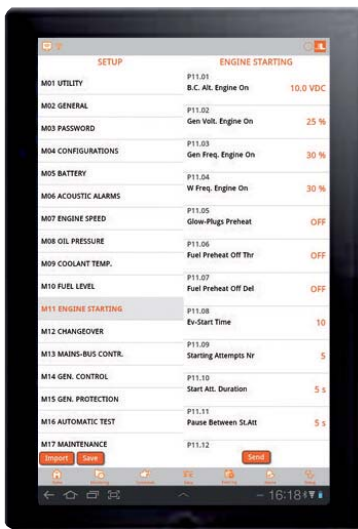 SETUP
ENGINE STARTING
M01 UTILITY
M02 GENERAL
M03 PASSWORD
M04 CONFIGURATIONS
M05 BATTERY
M06 ACOUSTIC ALARMS
M07 ENGINE SPEED
M08 OIL PRESSURE
M09 COOLANT TEMP.
M10 FUEL LEVEL
M11 ENGINE STARTING
M12 CHANGEOVER
M13 MAINS-BUS CONTR.
M14 GEN. CONTROL
M15 GEN. PROTECTION
M16 AUTOMATIC TEST
M17 MAINTENANCE
P11.01
B.C. Alt. Engine On 10.0 VDC
P11.02
Gen Volt. Engine On 25 %
P11.03
Gen Freq. Engine On 30 %
P11.04
W Freq. Engine On 30 %
P11.05
Glow-Plugs Preheat OFF
P11.06
Fuel Preheat Off Thr OFF
P11.07
Fuel Preheat Off Del OFF
P11.08
Ev-Start Time 10
P11.09
Starting Attempts Nr 5
P11.10
Start Att. Duration 5 s
P11.11
Pause Between St.Att 5 s
P11.12
Import Save Send
16:18